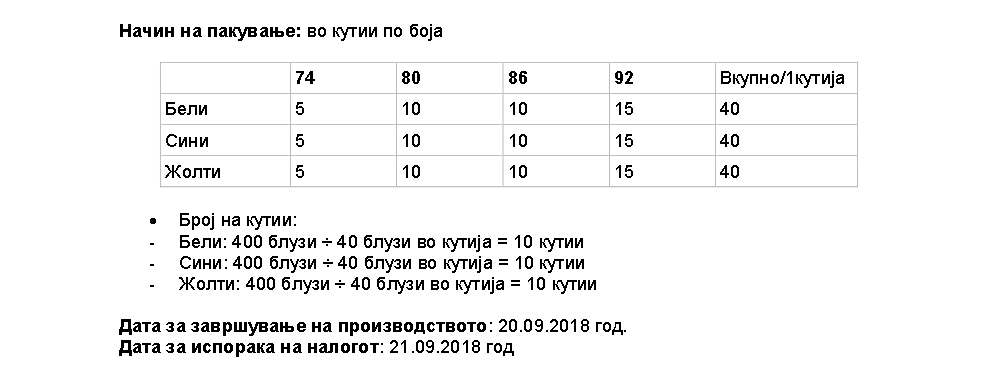 Начин на пакување: во кутии по боја
74 80 86 92 Вкупно/1кутија
Бели 5 10 10 15 40
Сини 5 10 10 15 40
Жолти 5 10 10 15 40
• Број на кутии:
- Бели: 400 блузи ÷ 40 блузи во кутија = 10 кутии
- Сини: 400 блузи ÷ 40 блузи во кутија = 10 кутии
- Жолти: 400 блузи ÷ 40 блузи во кутија = 10 кутии
Дата за завршување на производството: 20.09.2018 год.
Дата за испорака на налогот: 21.09.2018 год